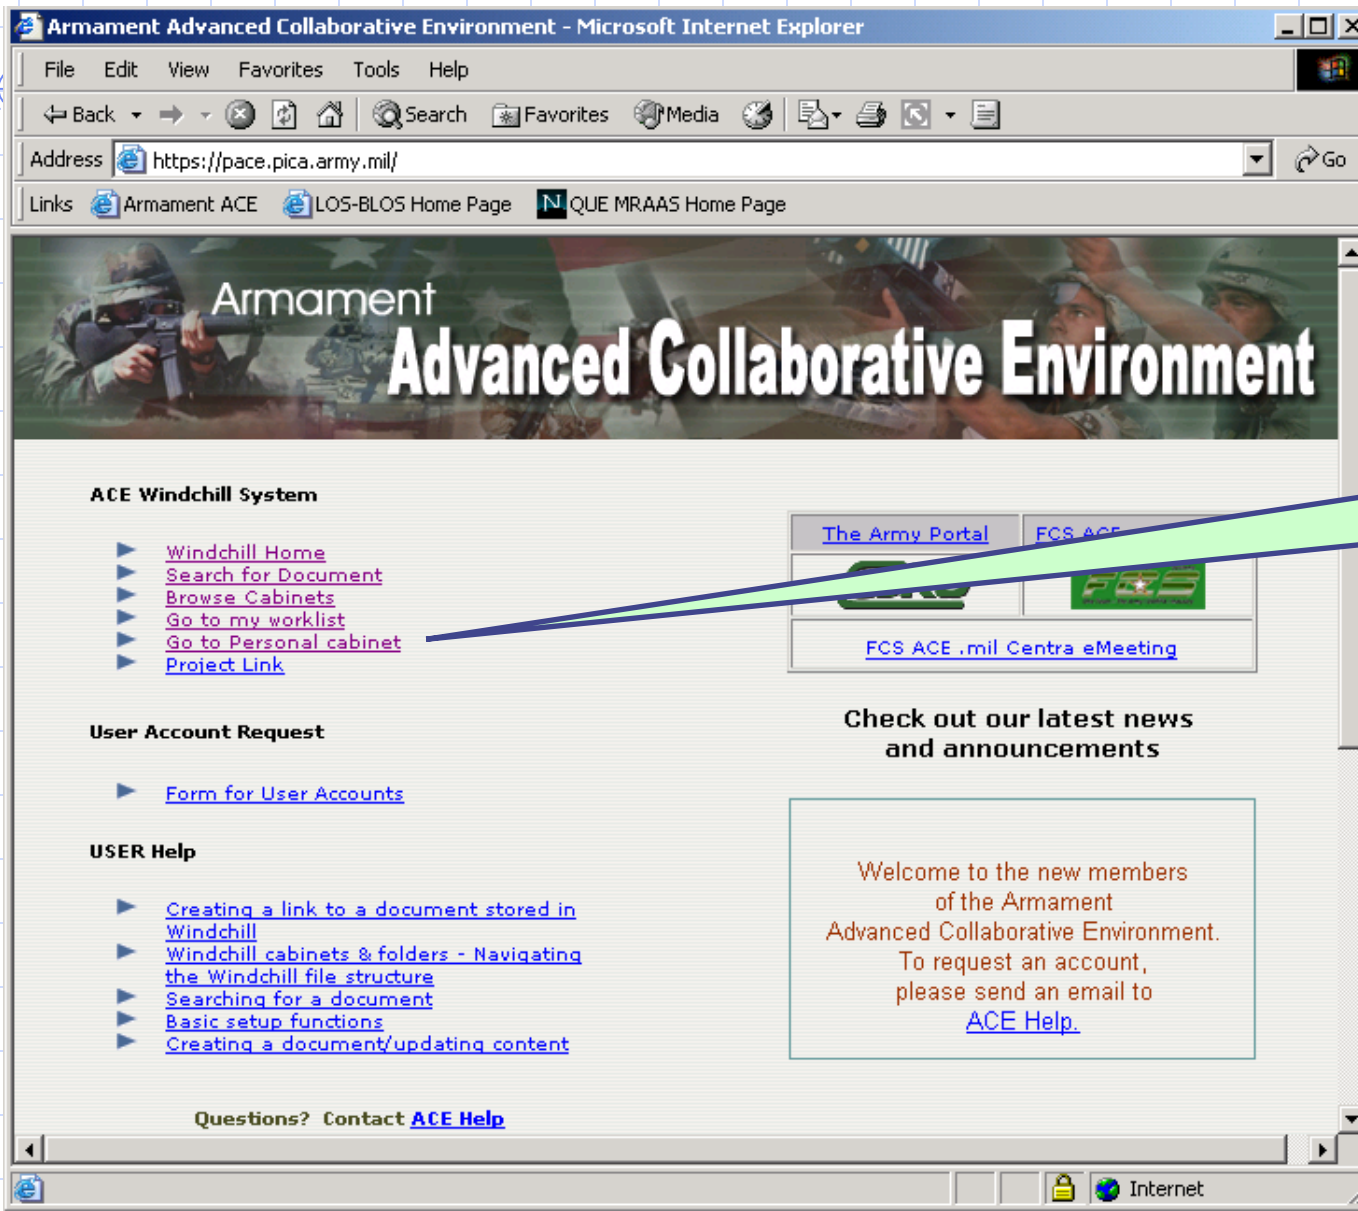 Armament Advanced Collaborative Environment - Microsoft Internet Explorer
File Edit View Favorites Tools Help
Back Search Favorites Media
Address https://pace.pica.army.mil/ Go
Links Armament ACE LOS-BLOS Home Page N QUE MRAAS Home Page
Armament
Advanced Collaborative Environment
ACE Windchill System
Windchill Home
Search for Document
Browse Cabinets
Go to my worklist
Go to Personal cabinet
Project Link
User Account Request
Form for User Accounts
USER Help
Creating a link to a document stored in
Windchill
Windchill cabinets & folders - Navigating
the Windchill file structure
Searching for a document
Basic setup functions
Creating a document/updating content
Questions? Contact ACE Help
The Army Portal FCS ACE
FCS
FCS ACE .mil Centra eMeeting
Check out our latest news
and announcements
Welcome to the new members
of the Armament
Advanced Collaborative Environment.
To request an account,
please send an email to
ACE Help.
Internet